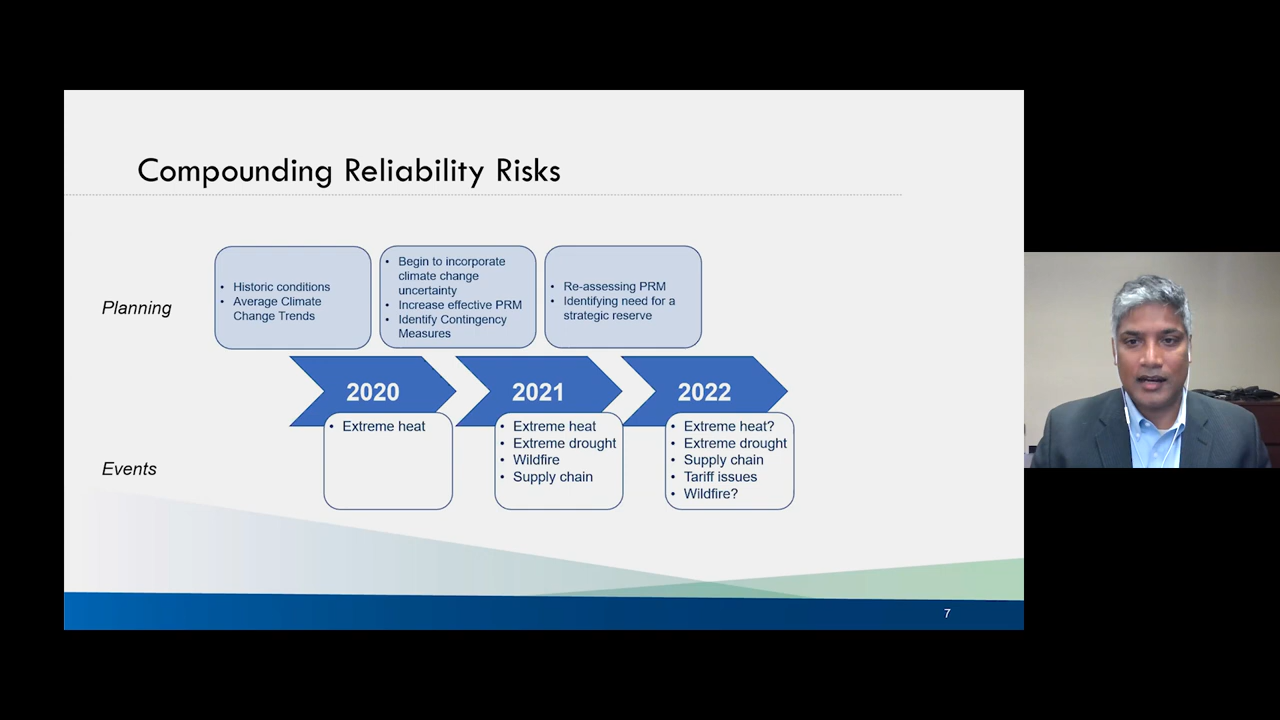 Compounding Reliability Risks
Planning
• Historic conditions
• Average Climate
Change Trends
• Begin to incorporate
climate change
uncertainty
• Increase effective PRM
• Identify Contingency
Measures
• Re-assessing PRM
• Identifying need for a
strategic reserve
2020
2021
2022
Events
• Extreme heat
• Extreme heat
• Extreme drought
• Wildfire
• Supply chain
• Extreme heat?
• Extreme drought
• Supply chain
• Tariff issues
• Wildfire?
7